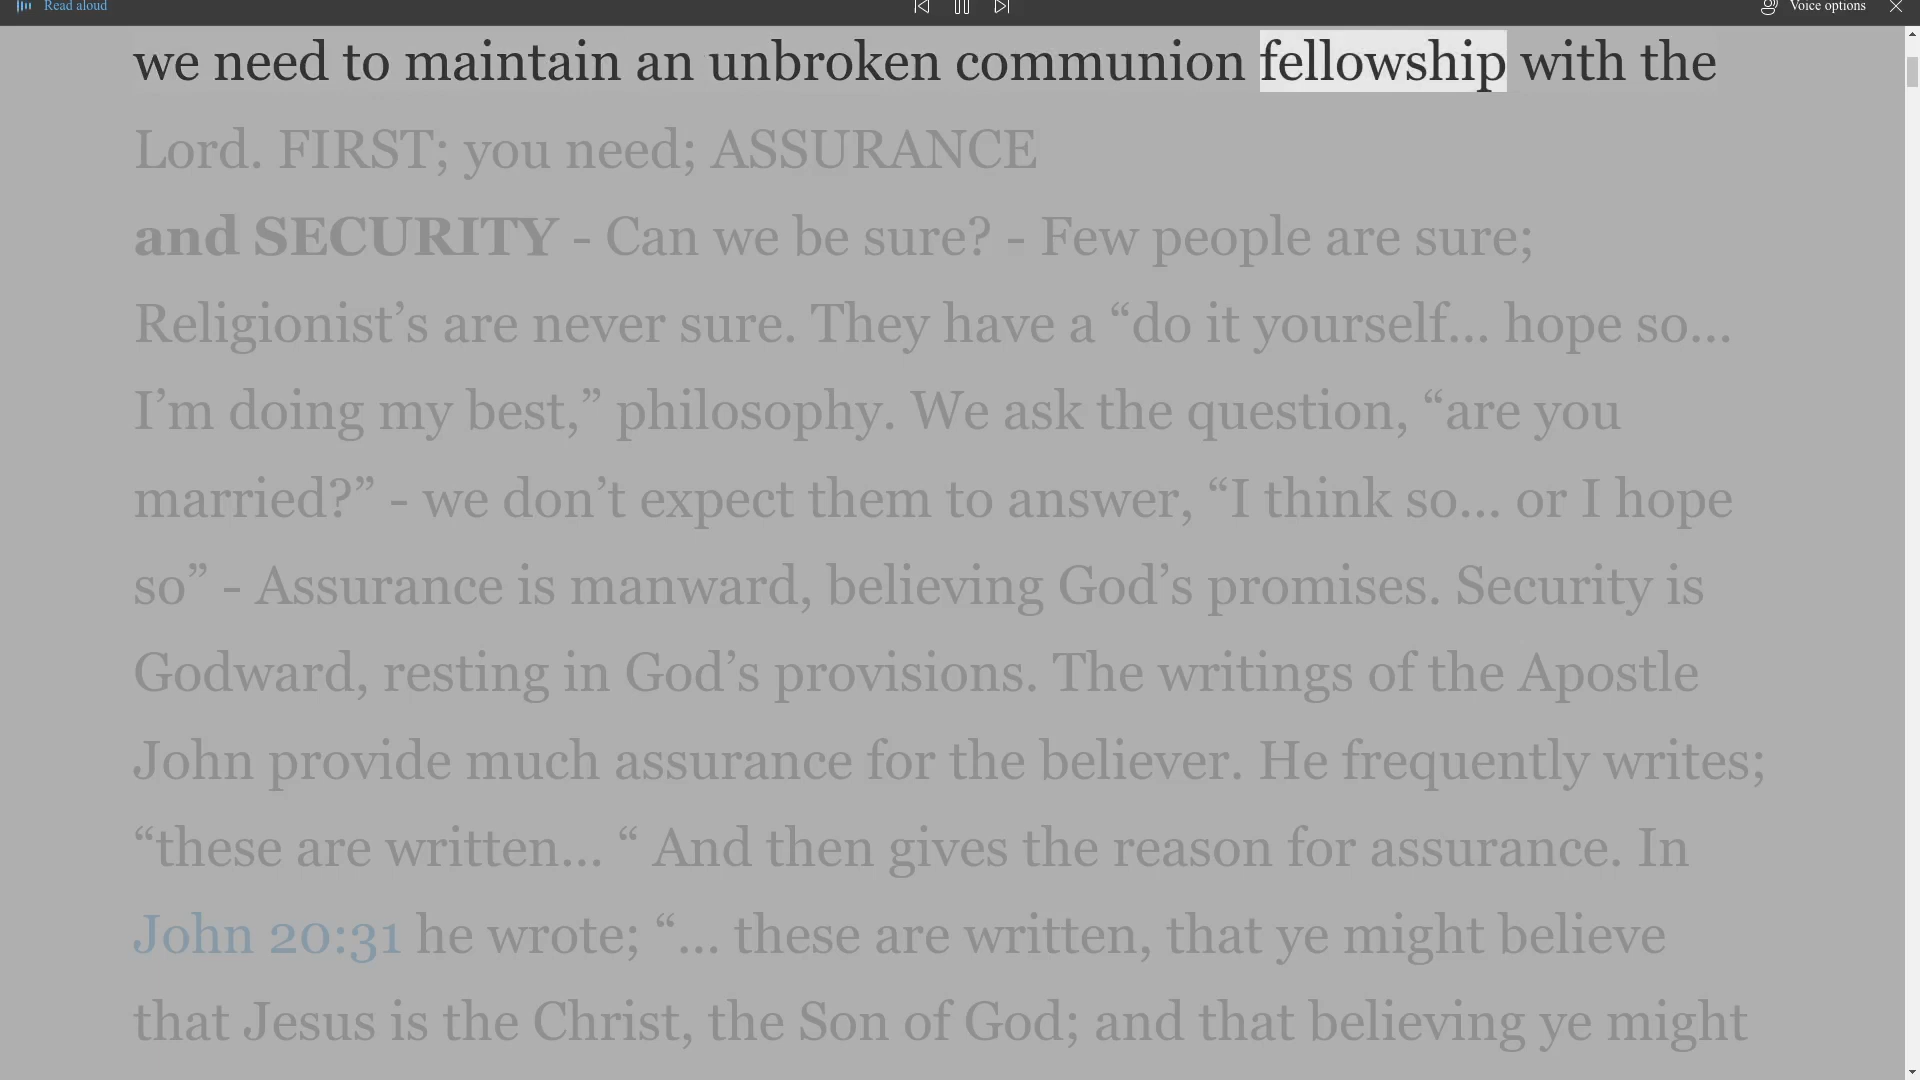 Read aloud
Voice options
we need to maintain an unbroken communion fellowship with the
Lord. FIRST; you need; ASSURANCE
and SECURITY - Can we be sure? - Few people are sure;
Religionist’s are never sure. They have a “do it yourself... hope so...
I’m doing my best,” philosophy. We ask the question, “are you
married?” - we don’t expect them to answer, “I think so... or I hope
so” - Assurance is manward, believing God’s promises. Security is
Godward, resting in God’s provisions. The writings of the Apostle
John provide much assurance for the believer. He frequently writes;
“these are written... “ And then gives the reason for assurance. In
John 20:31 he wrote; “... these are written, that ye might believe
that Jesus is the Christ, the Son of God; and that believing ye might